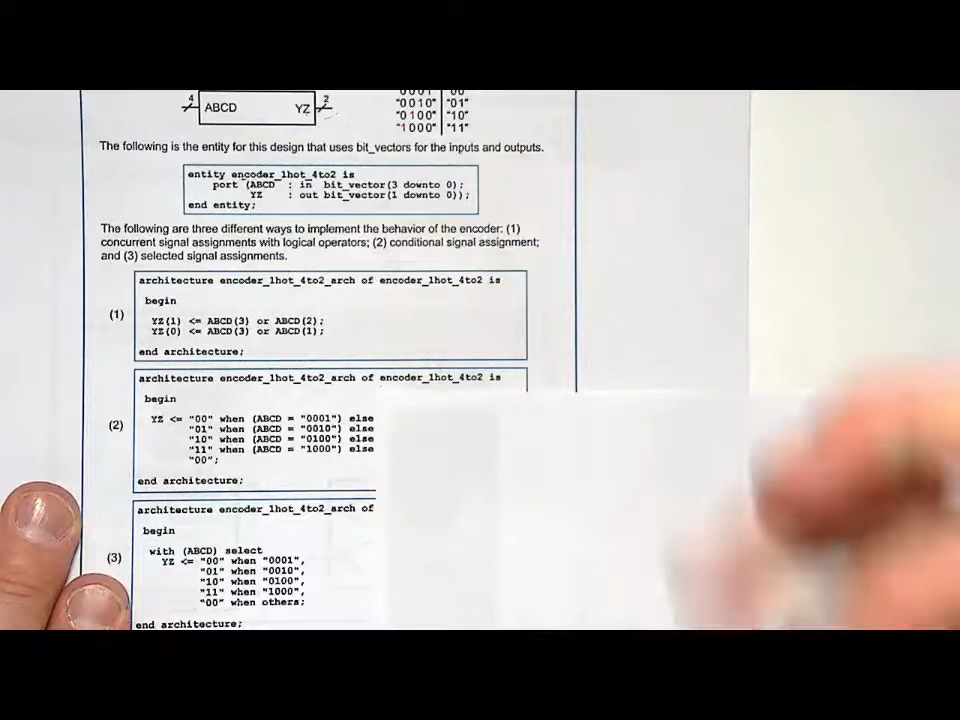 "0001" "00"
4 2
ABCD YZ "0010" "01"
"0100" "10"
"1000" "11"
The following is the entity for this design that uses bit_vectors for the inputs and outputs.
entity encoder_1hot_4to2 is
port (ABCD : in bit_vector(3 downto 0);
YZ : out bit_vector(1 downto 0));
end entity;
The following are three different ways to implement the behavior of the encoder: (1)
concurrent signal assignments with logical operators; (2) conditional signal assignment;
and (3) selected signal assignments.
architecture encoder_1hot_4to2_arch of encoder_1hot_4to2 is
begin
(1)
YZ(1) <= ABCD(3) or ABCD(2);
YZ(0) <= ABCD(3) or ABCD(1);
end architecture;
architecture encoder_1hot_4to2_arch of encoder_1hot_4to2 is
begin
(2)
YZ <= "00" when (ABCD = "0001") else
"01" when (ABCD = "0010") else
"10" when (ABCD = "0100") else
"11" when (ABCD = "1000") else
"00";
end architecture;
architecture encoder_1hot_4to2_arch of
begin
(3)
with (ABCD) select
YZ <= "00" when "0001",
"01" when "0010",
"10" when "0100",
"11" when "1000",
"00" when others;
end architecture;